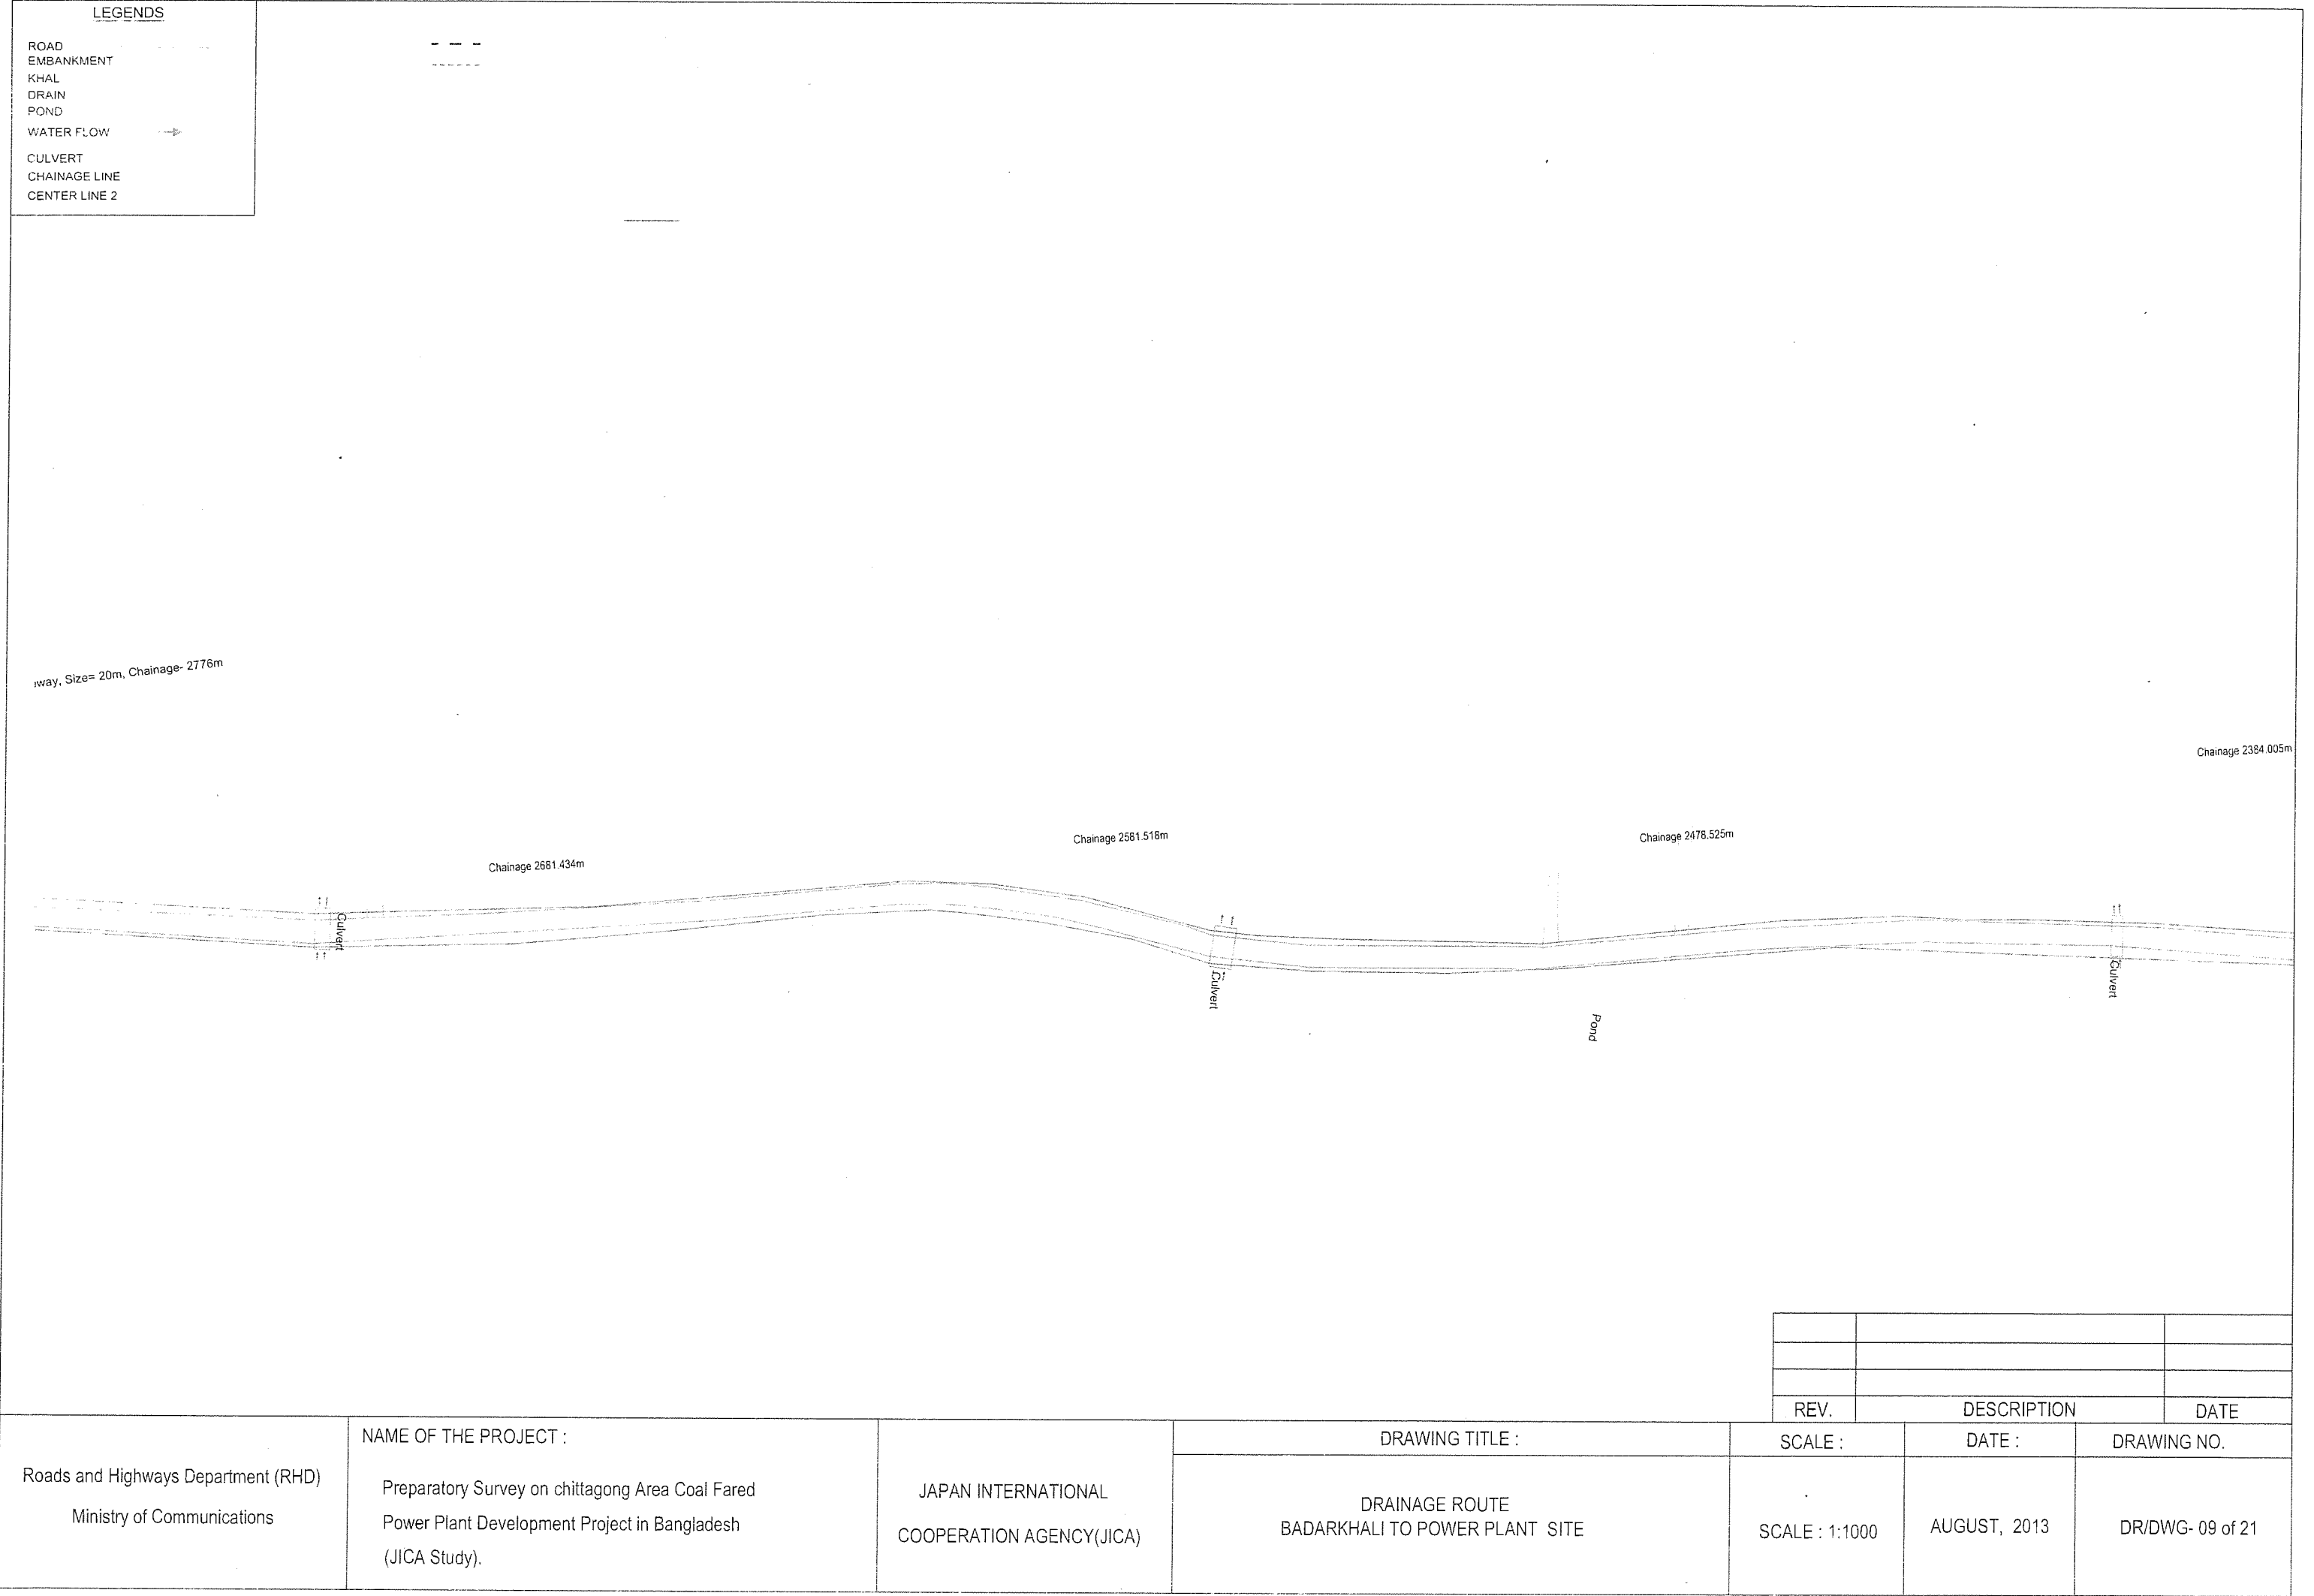 LEGENDS
ROAD
EMBANKMENT
KHAL
DRAIN
POND
WATER FLOW
CULVERT
CHAINAGE LINE
CENTER LINE 2
way, Size= 20m, Chainage- 2776m
Chainage 2384.005m
Chainage 2581.518m
Chainage 2478.525m
Chainage 2681.434m
Culvert
Culvert
Culvert
Pond
REV. DESCRIPTION DATE
Roads and Highways Department (RHD)
Ministry of Communications
NAME OF THE PROJECT :
Preparatory Survey on chittagong Area Coal Fared
Power Plant Development Project in Bangladesh
(JICA Study).
JAPAN INTERNATIONAL
COOPERATION AGENCY(JICA)
DRAWING TITLE :
DRAINAGE ROUTE
BADARKHALI TO POWER PLANT SITE
SCALE :
SCALE : 1:1000
DATE :
AUGUST, 2013
DRAWING NO.
DR/DWG- 09 of 21